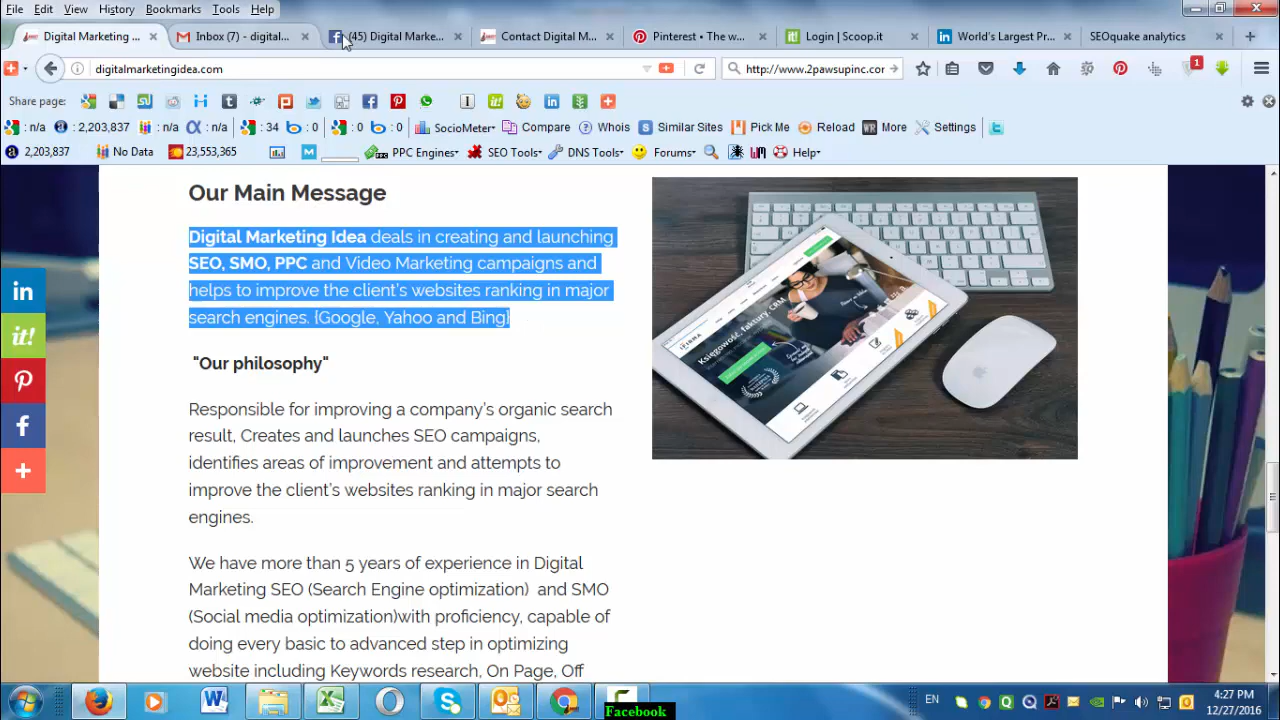 File Edit View History Bookmarks Tools Help
Digital Marketing ... Inbox (7) - digital... (45) Digital Marke... Contact Digital M... Pinterest • The w... Login | Scoop.it World's Largest Pr... SEOquake analytics
digitalmarketingidea.com http://www.2pawsupinc.cor 1
Share page:
: n/a : 2,203,837 : n/a : n/a : 34 : 0 : 0 : 0 SocioMeter Compare Whois Similar Sites Pick Me Reload More Settings
2,203,837 No Data 23,553,365 PPC Engines SEO Tools DNS Tools Forums Help
Our Main Message
Digital Marketing Idea deals in creating and launching
SEO, SMO, PPC and Video Marketing campaigns and
helps to improve the client's websites ranking in major
search engines. {Google, Yahoo and Bing}
"Our philosophy"
Responsible for improving a company's organic search
result, Creates and launches SEO campaigns,
identifies areas of improvement and attempts to
improve the client's websites ranking in major search
engines.
We have more than 5 years of experience in Digital
Marketing SEO (Search Engine optimization) and SMO
(Social media optimization)with proficiency, capable of
doing every basic to advanced step in optimizing
website including Keywords research, On Page, Off
Księgowość, faktury, CRM
in
it!
EN 4:27 PM
Facebook 12/27/2016